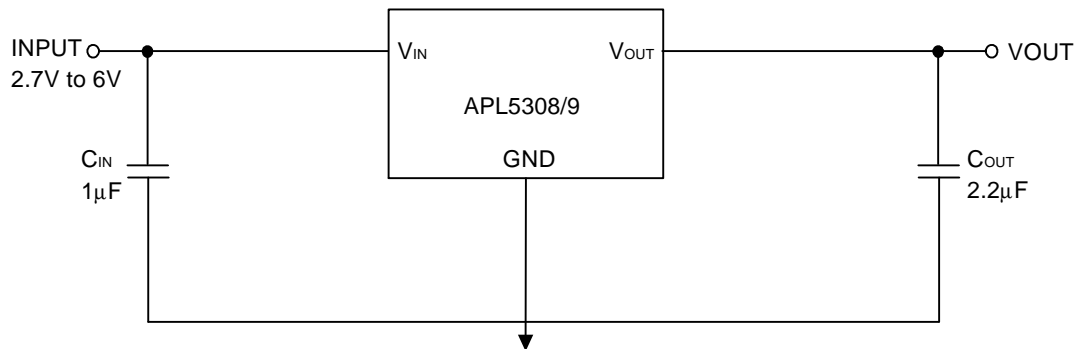 INPUT
2.7V to 6V
VIN
VOUT
VOUT
APL5308/9
GND
CIN
1μF
COUT
2.2μF